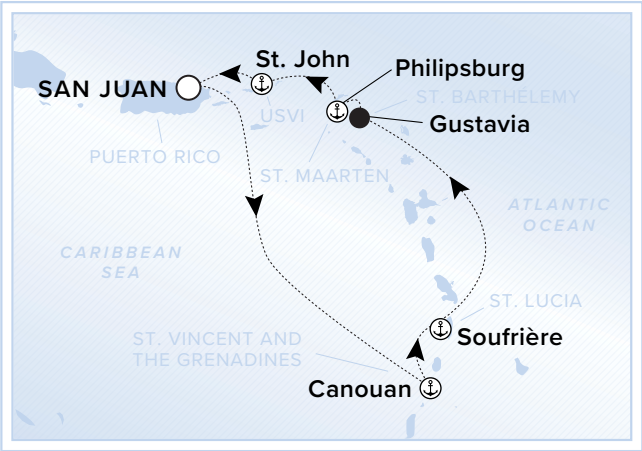 St. John
Philipsburg
SAN JUAN
ST. BARTHÉLEMY
USVI
Gustavia
PUERTO RICO
ST. MAARTEN
ATLANTIC
OCEAN
CARIBBEAN
SEA
ST. LUCIA
ST. VINCENT AND
THE GRENADINES
Soufrière
Canouan